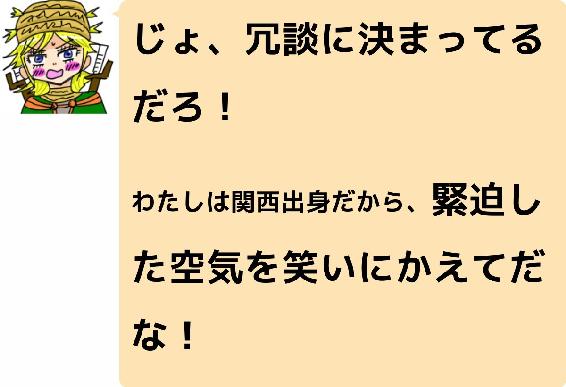 じょ、冗談に決まってる
だろ！
わたしは関西出身だから、緊迫し
た空気を笑いにかえてだ
な！